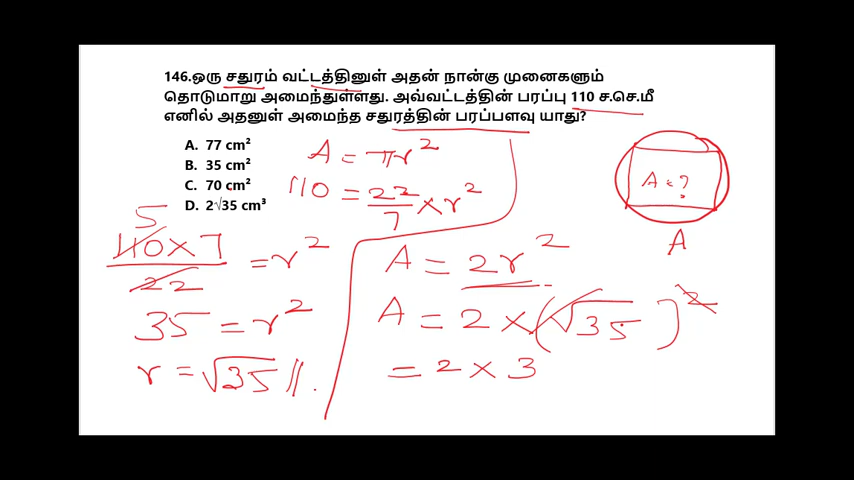 146.ஒரு சதுரம் வட்டத்தினுள் அதன் நான்கு முனைகளும்
தொடுமாறு அமைந்துள்ளது. அவ்வட்டத்தின் பரப்பு 110 ச.செ.மீ
எனில் அதனுள் அமைந்த சதுரத்தின் பரப்பளவு யாது?
A. 77 cm²
B. 35 cm²
C. 70 cm²
D. 2√35 cm³
A = πr²
110 = 22/7 × r²
5
110×7/22 = r²
35 = r²
r = √35 //.
A = 2r²
A = 2 × (√35)²
= 2 × 3
A = ?
A